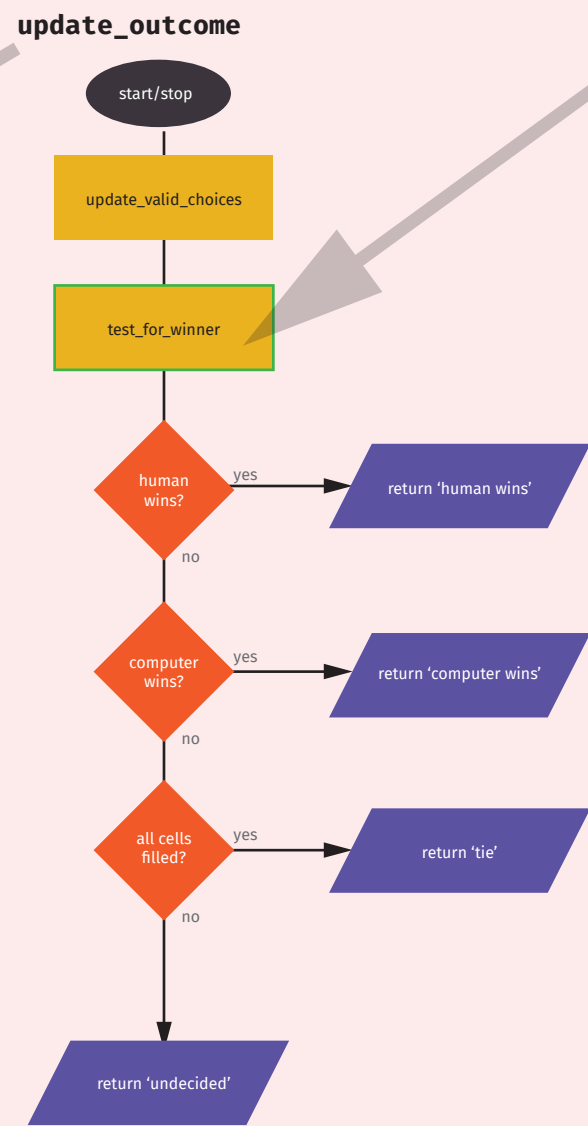 update_outcome
start/stop
update_valid_choices
test_for_winner
human
wins?
yes
return ‘human wins’
no
computer
wins?
yes
return ‘computer wins’
no
all cells
filled?
yes
return ‘tie’
no
return ‘undecided’